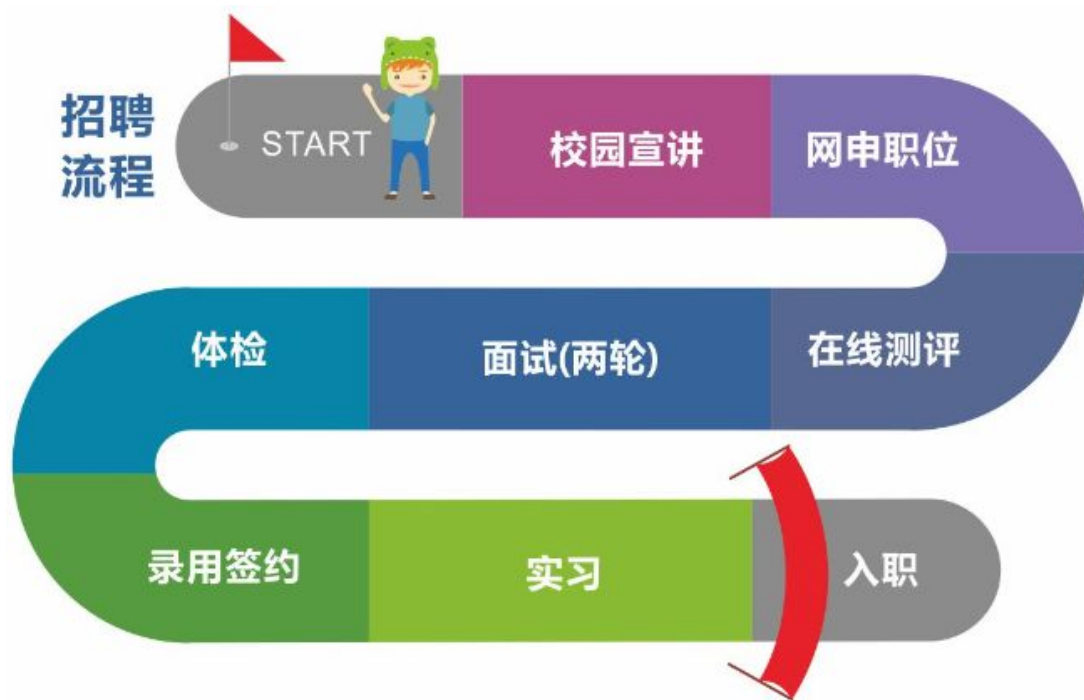 招聘
流程
START
校园宣讲
网申职位
在线测评
面试(两轮)
体检
录用签约
实习
入职